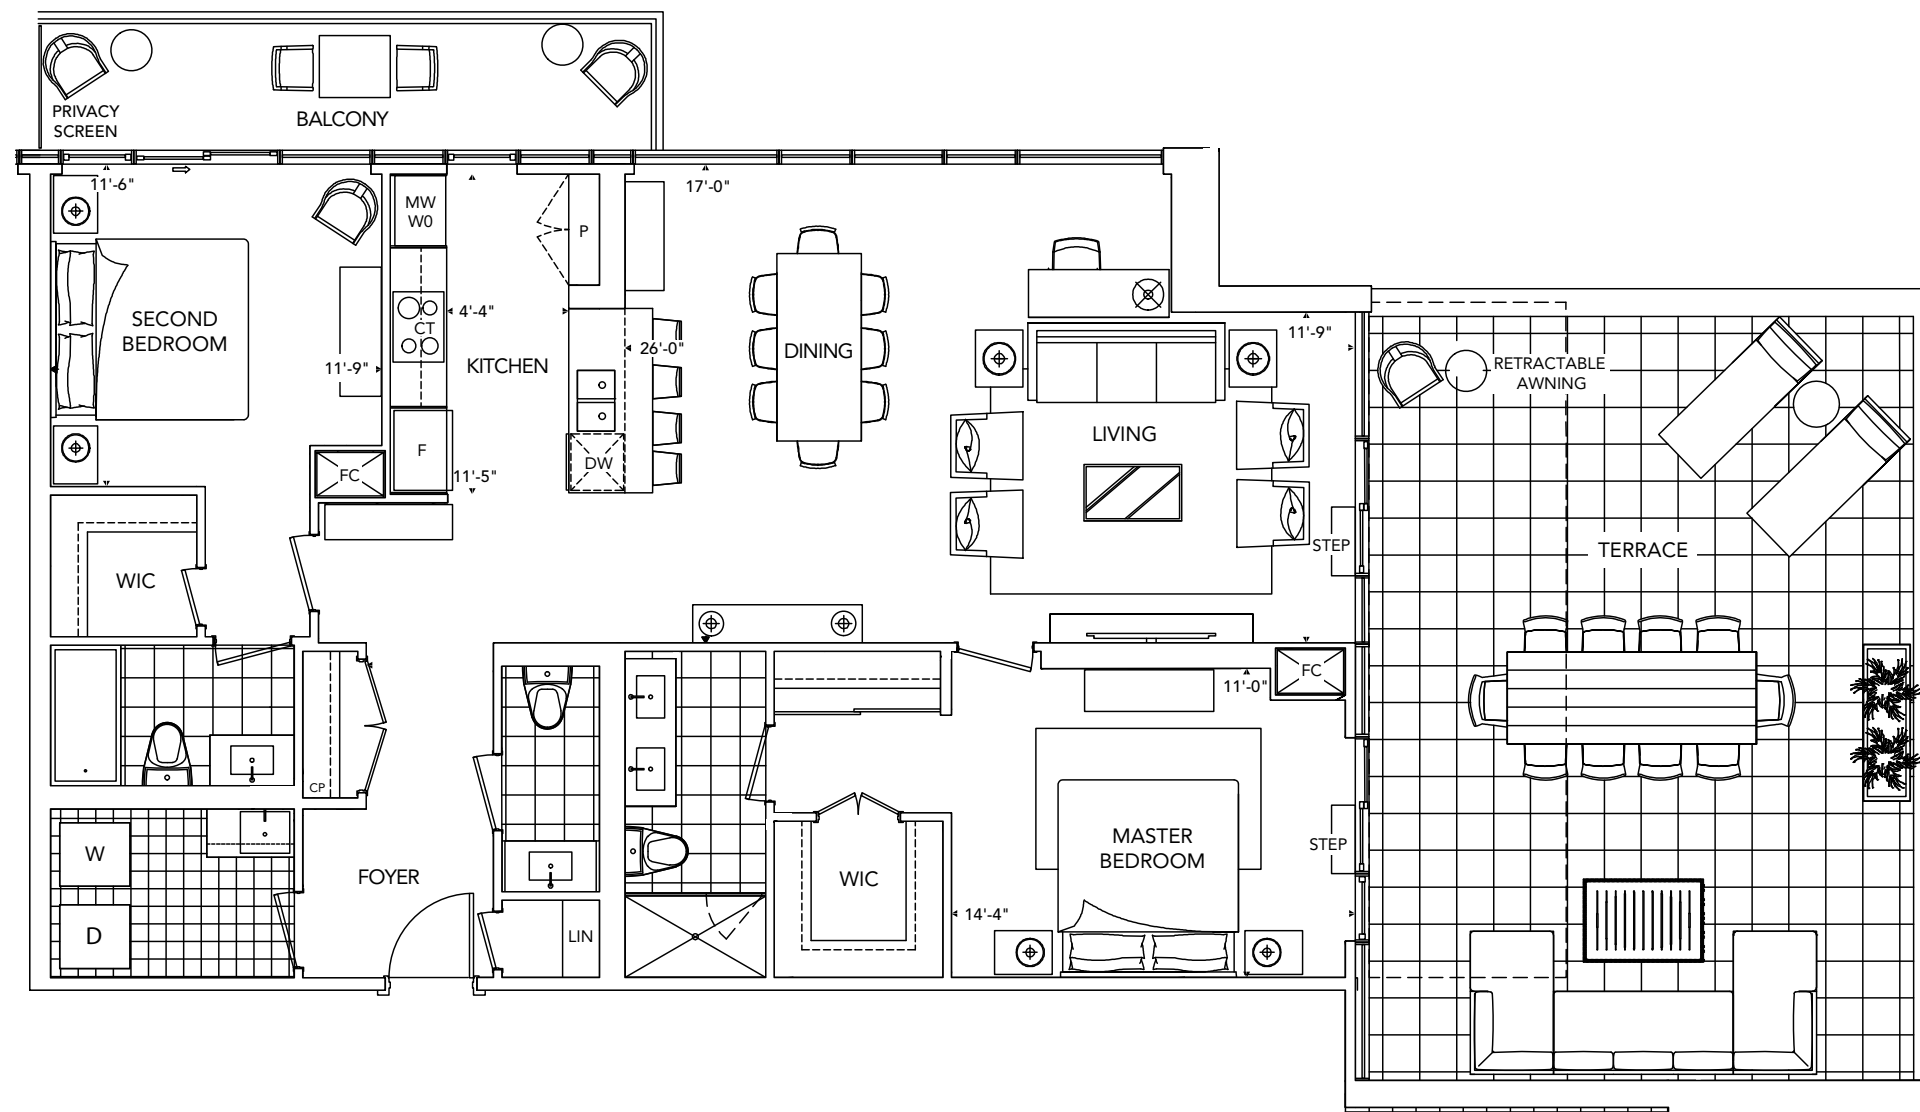 PRIVACY
SCREEN
BALCONY
11'-6"
17'-0"
MW
W0
P
SECOND
BEDROOM
4'-4"
CT
11'-9"
26'-0"
DINING
11'-9"
KITCHEN
RETRACTABLE
AWNING
F
LIVING
FC
11'-5"
DW
STEP
TERRACE
WIC
FC
11'-0"
CP
MASTER
BEDROOM
STEP
W
FOYER
WIC
14'-4"
D
LIN